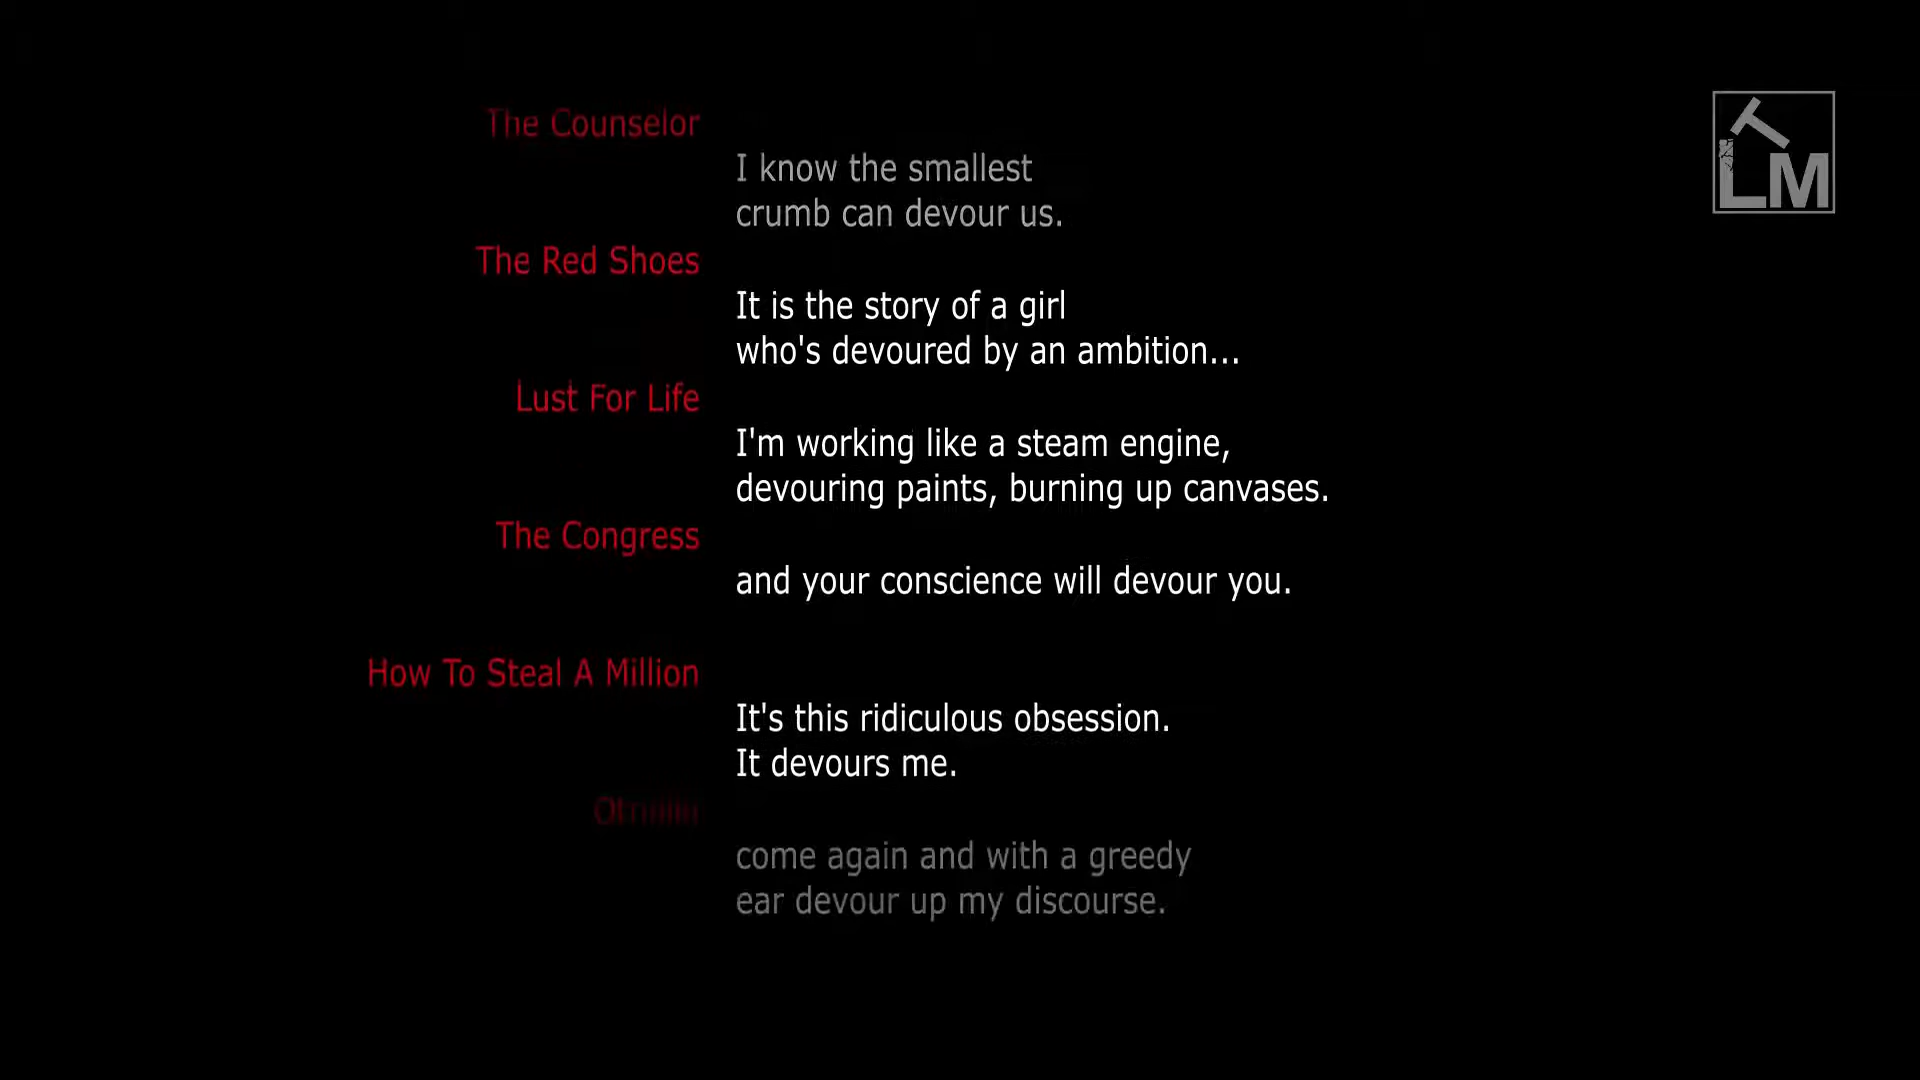 The Counselor
I know the smallest
crumb can devour us.
The Red Shoes
It is the story of a girl
who's devoured by an ambition...
Lust For Life
I'm working like a steam engine,
devouring paints, burning up canvases.
The Congress
and your conscience will devour you.
How To Steal A Million
It's this ridiculous obsession.
It devours me.
come again and with a greedy
ear devour up my discourse.
TLM